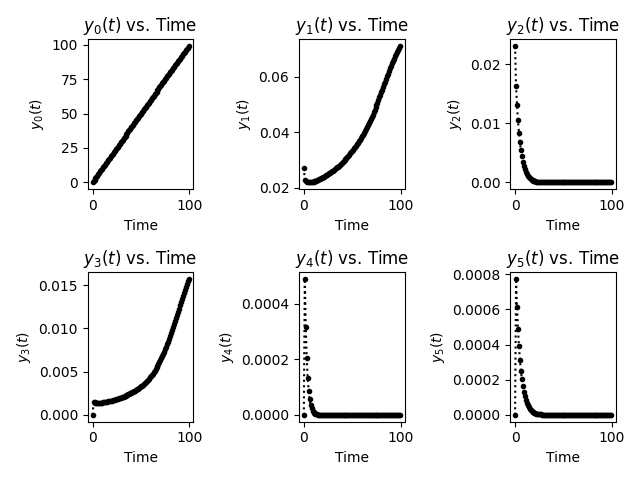 y₀(t) vs. Time
y₁(t) vs. Time
y₂(t) vs. Time
100
75
50
25
0
y₀(t)
0
100
Time
0.06
0.04
0.02
y₁(t)
0
100
Time
0.02
0.01
0.00
y₂(t)
0
100
Time
y₃(t) vs. Time
y₄(t) vs. Time
y₅(t) vs. Time
0.015
0.010
0.005
0.000
y₃(t)
0
100
Time
0.0004
0.0002
0.0000
y₄(t)
0
100
Time
0.0008
0.0006
0.0004
0.0002
0.0000
y₅(t)
0
100
Time